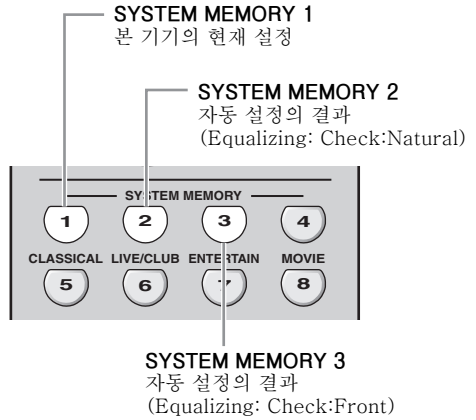 SYSTEM MEMORY 1
본 기기의 현재 설정
SYSTEM MEMORY 2
자동 설정의 결과
(Equalizing: Check:Natural)
SYSTEM MEMORY
1 2 3 4
CLASSICAL LIVE/CLUB ENTERTAIN MOVIE
5 6 7 8
SYSTEM MEMORY 3
자동 설정의 결과
(Equalizing: Check:Front)